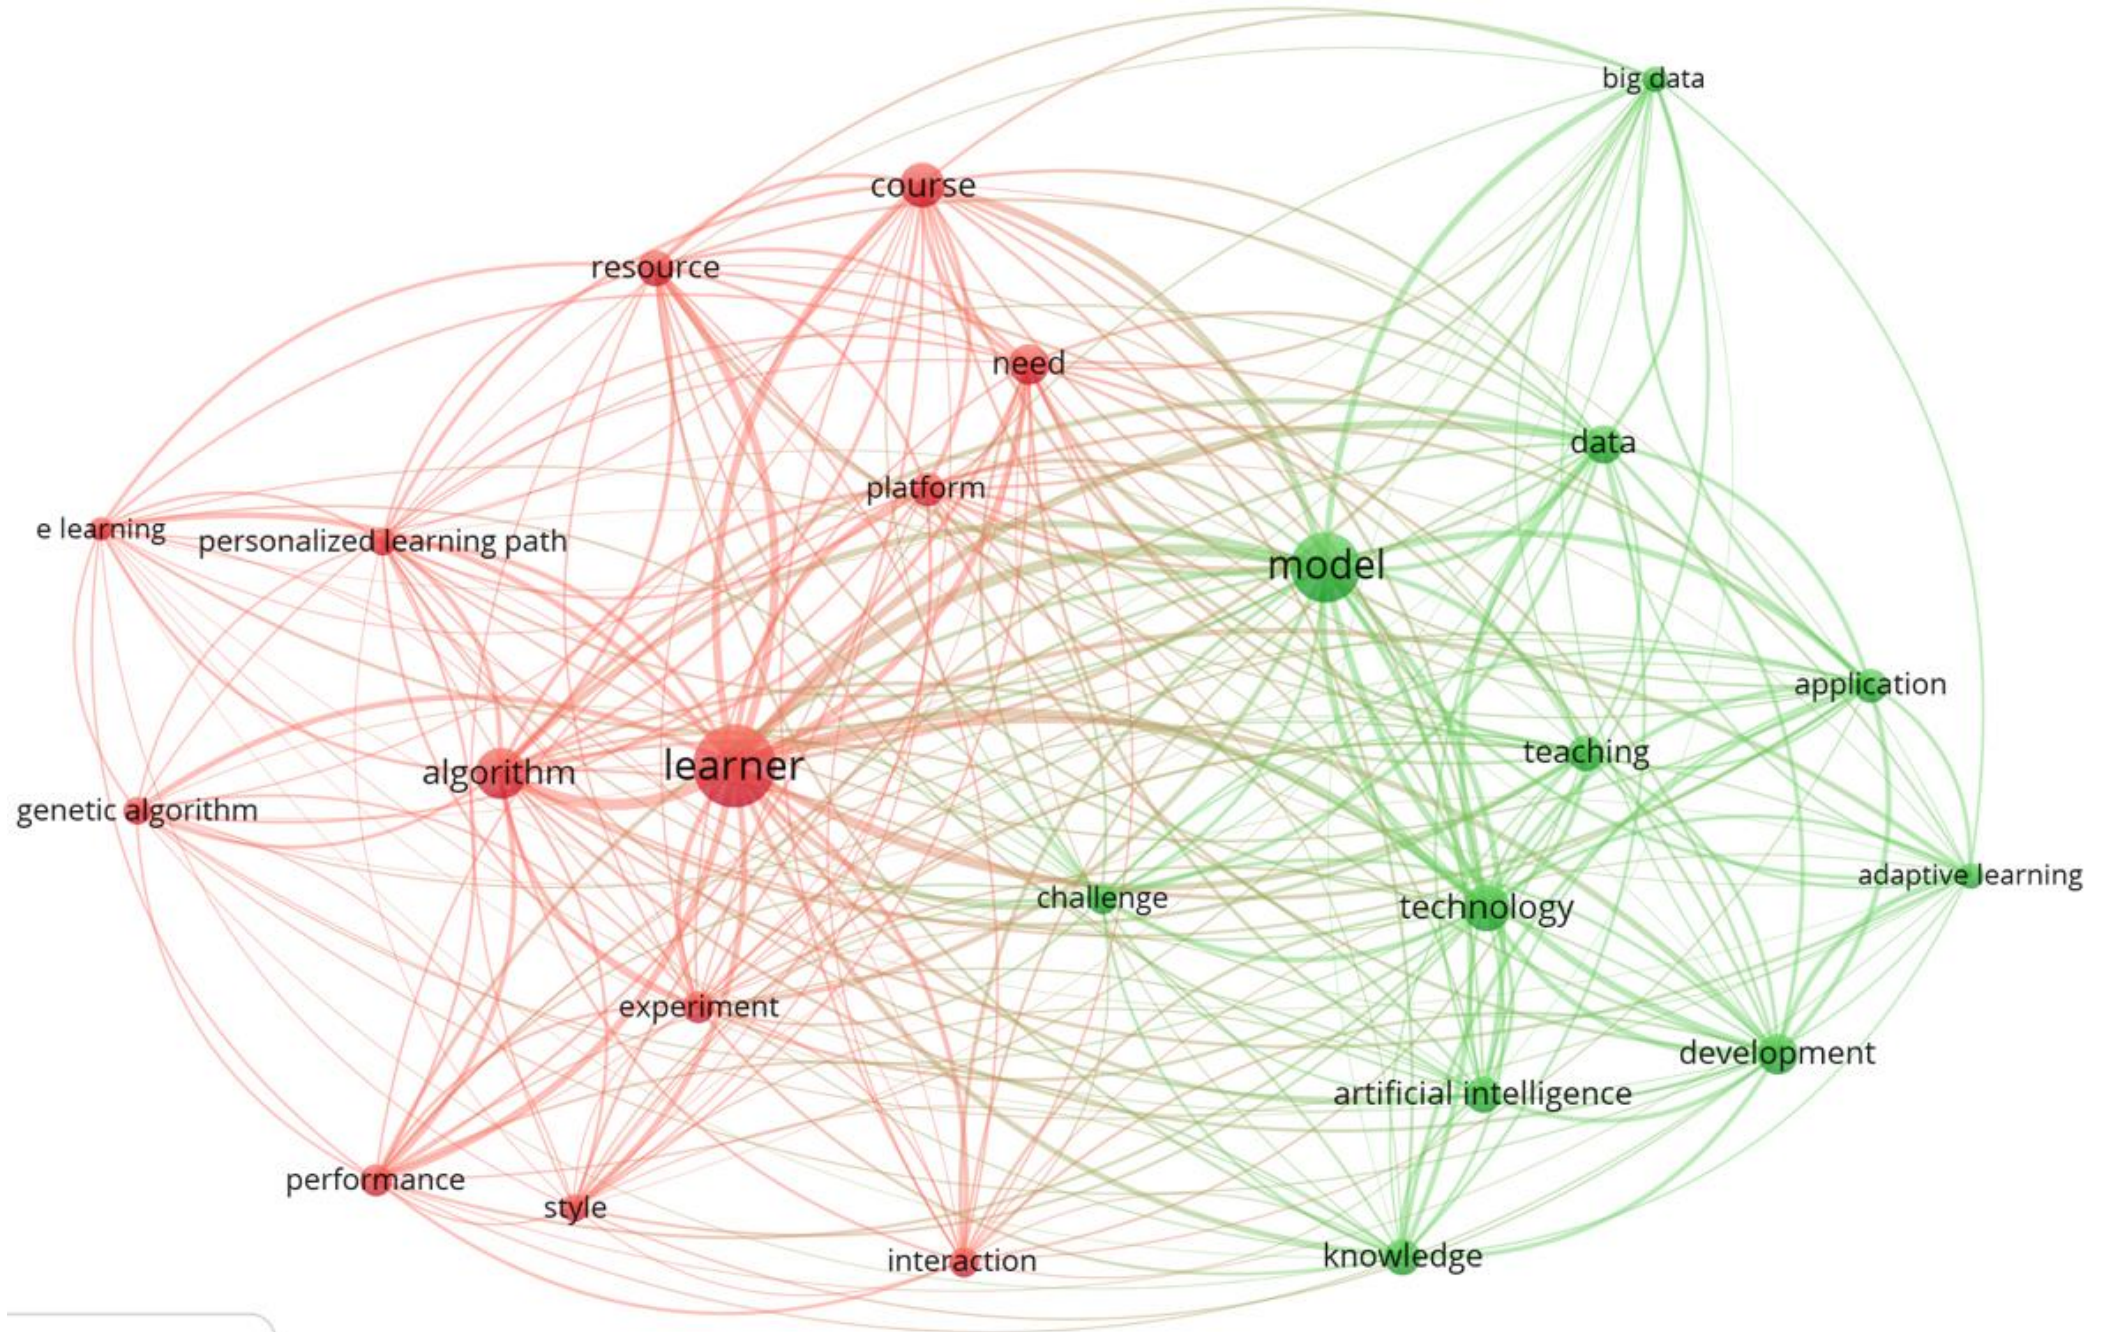 big data
course
resource
need
data
platform
e learning
personalized learning path
model
application
teaching
learner
algorithm
genetic algorithm
adaptive learning
challenge
technology
experiment
development
artificial intelligence
performance
style
knowledge
interaction